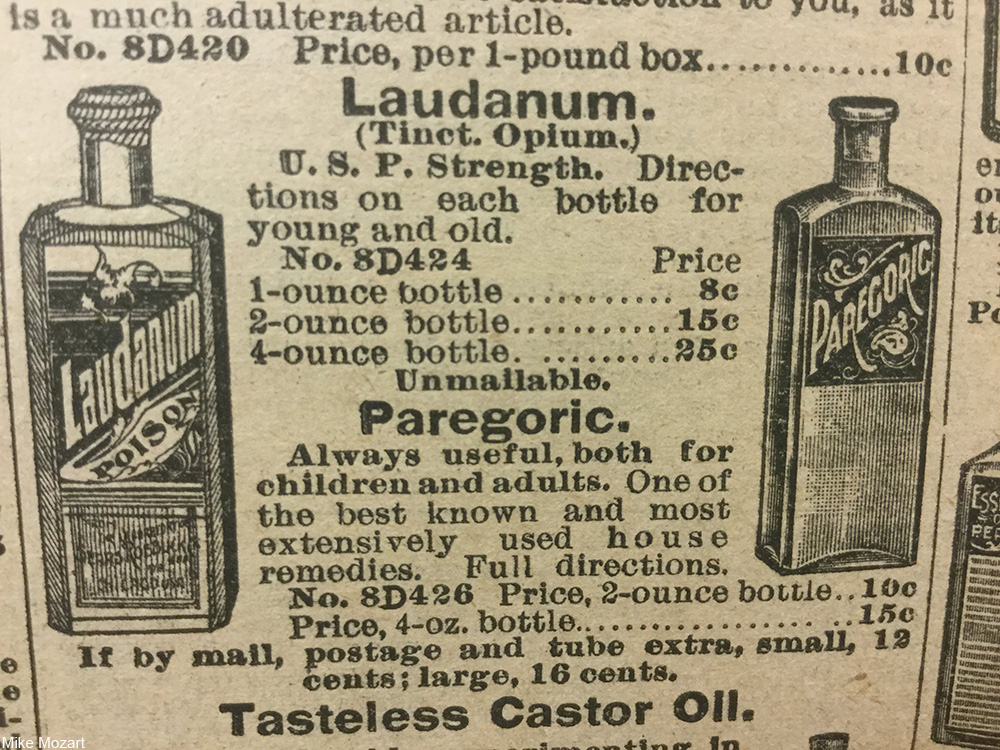 is a much adulterated article.
No. 8D420 Price, per 1-pound box..............10c
Laudanum.
(Tinct. Opium.)
U. S. P. Strength. Direc-
tions on each bottle for
young and old.
No. 8D424 Price
1-ounce bottle ............ 8c
2-ounce bottle............15c
4-ounce bottle. ..........25c
Unmailable.
Laudanum
POISON
PAREGORIC
Paregoric.
Always useful, both for
children and adults. One of
the best known and most
extensively used house
remedies. Full directions.
No. 8D426 Price, 2-ounce bottle..10c
Price, 4-oz. bottle.................. ..15c
If by mail, postage and tube extra, small, 12
cents; large, 16 cents.
Tasteless Castor Oil.
Mike Mozart